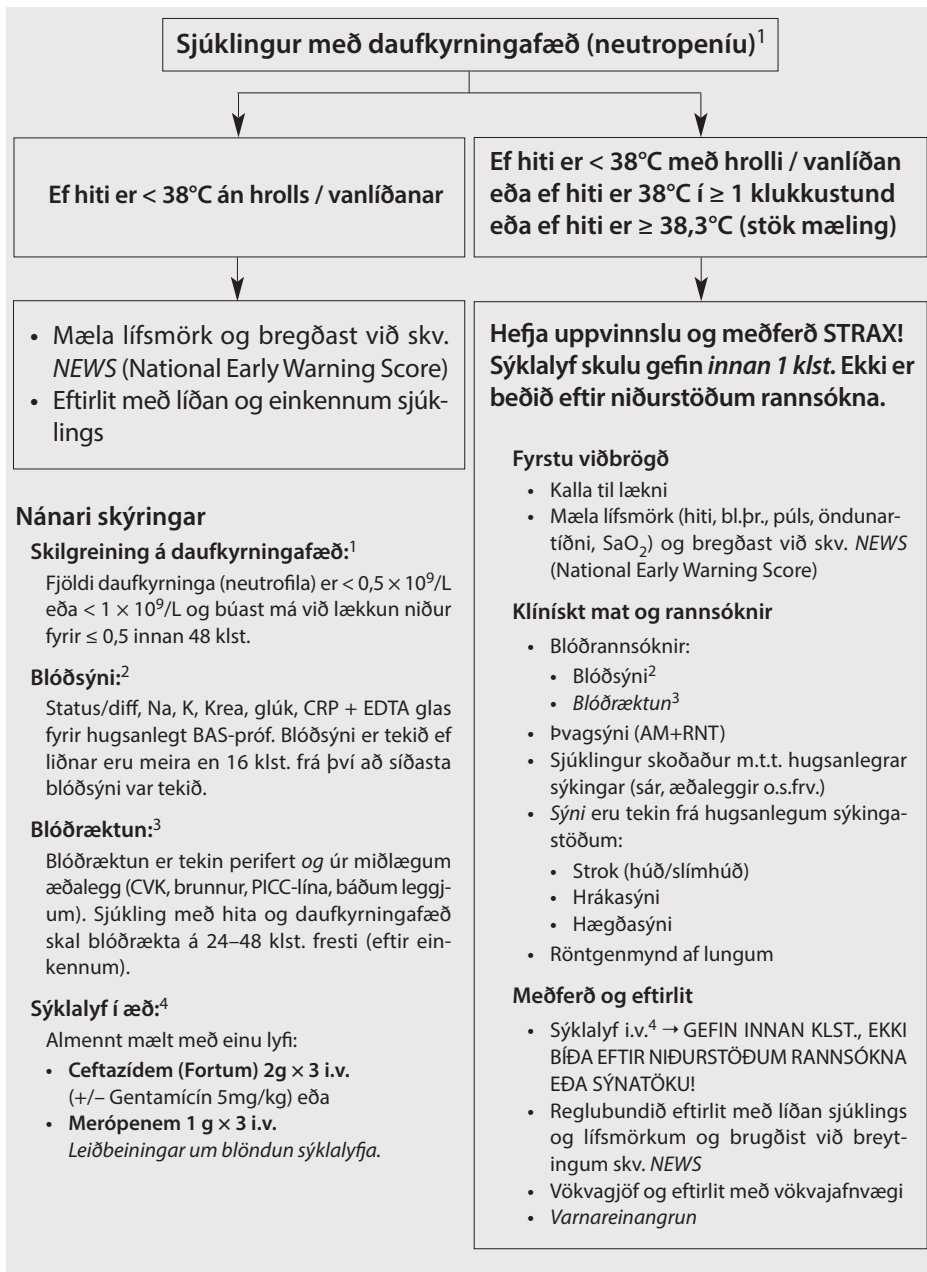 Sjúklingur með daufkyrningafæð (neutropeníu)¹
Ef hiti er < 38°C án hrolls / vanlíðanar
Ef hiti er < 38°C með hrolli / vanlíðan
eða ef hiti er 38°C í ≥ 1 klukkustund
eða ef hiti er ≥ 38,3°C (stök mæling)
• Mæla lífsmörk og bregðast við skv.
NEWS (National Early Warning Score)
• Eftirlit með líðan og einkennum sjúk-
lings
Nánari skýringar
Skilgreining á daufkyrningafæð:¹
Fjöldi daufkyrninga (neutrofila) er < 0,5 × 10⁹/L
eða < 1 × 10⁹/L og búast má við lækkun niður
fyrir ≤ 0,5 innan 48 klst.
Blóðsýni:²
Status/diff, Na, K, Krea, glúk, CRP + EDTA glas
fyrir hugsanlegt BAS-próf. Blóðsýni er tekið ef
liðnar eru meira en 16 klst. frá því að síðasta
blóðsýni var tekið.
Blóðræktun:³
Blóðræktun er tekin perifert og úr miðlægum
æðalegg (CVK, brunnur, PICC-lína, báðum leggj-
um). Sjúkling með hita og daufkyrningafæð
skal blóðrækta á 24–48 klst. fresti (eftir ein-
kennum).
Sýklalyf í æð:⁴
Almennt mælt með einu lyfi:
• Ceftazídem (Fortum) 2g × 3 i.v.
(+/– Gentamícín 5mg/kg) eða
• Merópenem 1 g × 3 i.v.
Leiðbeiningar um blöndun sýklalyfja.
Hefja uppvinnslu og meðferð STRAX!
Sýklalyf skulu gefin innan 1 klst. Ekki er
beðið eftir niðurstöðum rannsókna.
Fyrstu viðbrögð
• Kalla til lækni
• Mæla lífsmörk (hiti, bl.þr., púls, öndunar-
tíðni, SaO₂) og bregðast við skv. NEWS
(National Early Warning Score)
Klínískt mat og rannsóknir
• Blóðrannsóknir:
• Blóðsýni²
• Blóðræktun³
• Þvagsýni (AM+RNT)
• Sjúklingur skoðaður m.t.t. hugsanlegrar
sýkingar (sár, æðaleggir o.s.frv.)
• Sýni eru tekin frá hugsanlegum sýkinga-
stöðum:
• Strok (húð/slímhúð)
• Hrákasýni
• Hægðasýni
• Röntgenmynd af lungum
Meðferð og eftirlit
• Sýklalyf i.v.⁴ → GEFIN INNAN KLST., EKKI
BÍÐA EFTIR NIÐURSTÖÐUM RANNSÓKNA
EÐA SÝNATÖKU!
• Reglubundið eftirlit með líðan sjúklings
og lífsmörkum og brugðist við breyt-
ingum skv. NEWS
• Vökvagjöf og eftirlit með vökvajafnvægi
• Varnareinangrun